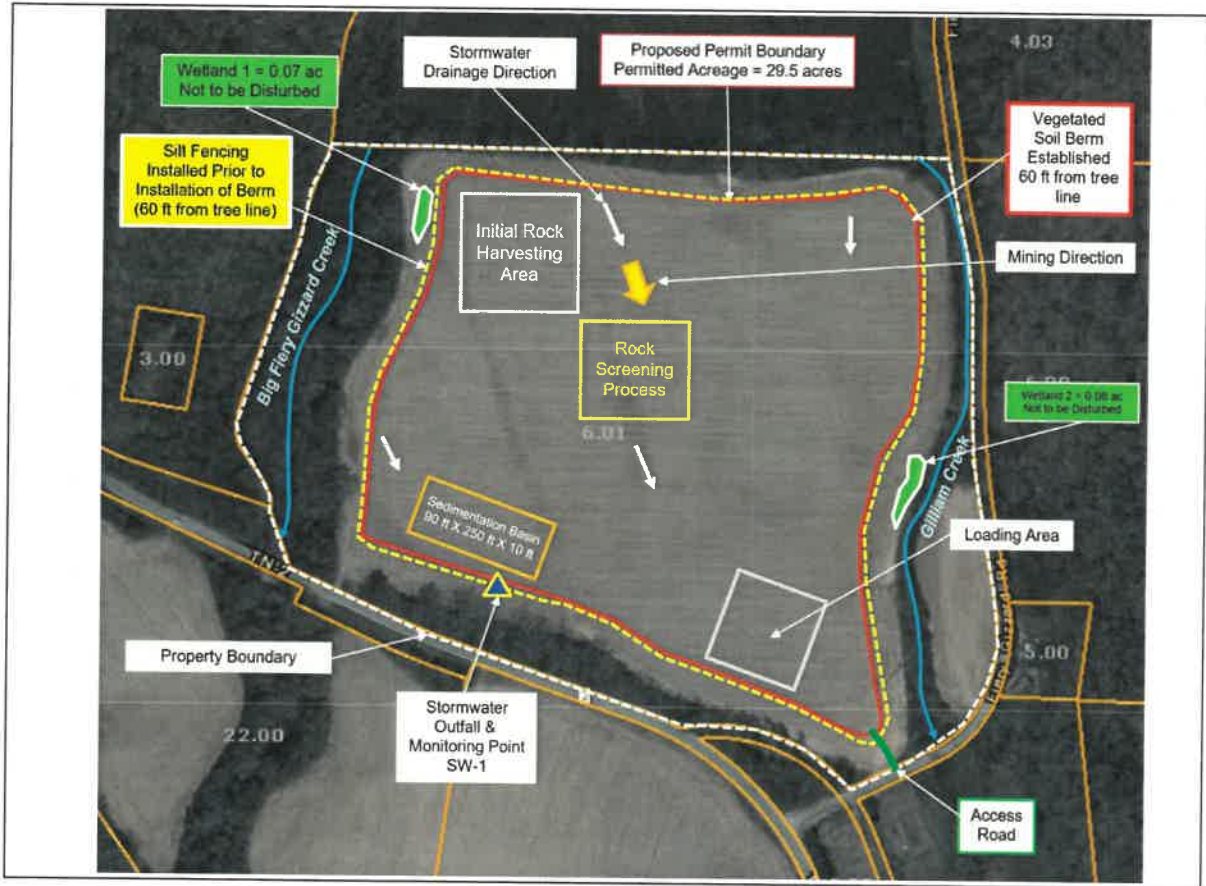 4.03
Stormwater
Drainage Direction
Proposed Permit Boundary
Permitted Acreage = 29.5 acres
Wetland 1 = 0.07 ac
Not to be Disturbed
Vegetated
Soil Berm
Established
60 ft from tree
line
Silt Fencing
Installed Prior to
Installation of Berm
(60 ft from tree line)
Initial Rock
Harvesting
Area
Mining Direction
Big Fiery Gizzard Creek
3.00
Rock
Screening
Process
Wetland 2 = 0.08 ac
Not to be Disturbed
6.01
Gilliam Creek
Sedimentation Basin
90 ft X 250 ft X 10 ft
Loading Area
Property Boundary
5.00
Stormwater
Outfall &
Monitoring Point
SW-1
22.00
Access
Road